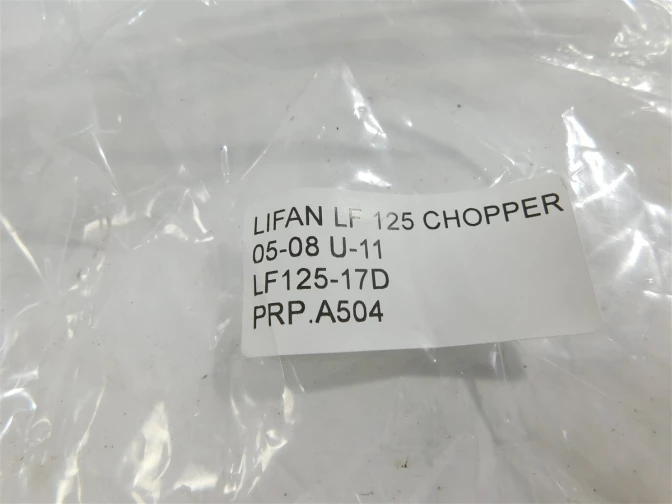 LIFAN LF 125 CHOPPER
05-08 U-11
LF125-17D
PRP.A504